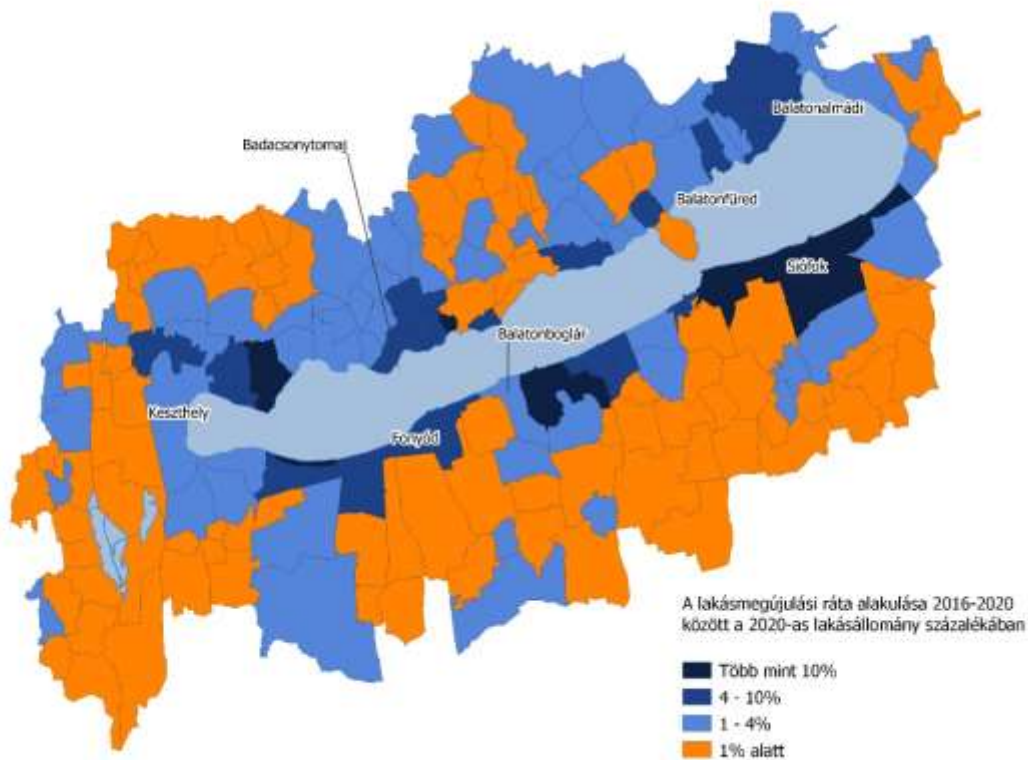 Balatonalmádi
Badacsonytomaj
Balatonfüred
Siófok
Balatonboglár
Keszthely
Fonyód
A lakásmegújulási ráta alakulása 2016-2020
között a 2020-as lakásállomány százalékában
Több mint 10%
4 - 10%
1 - 4%
1% alatt